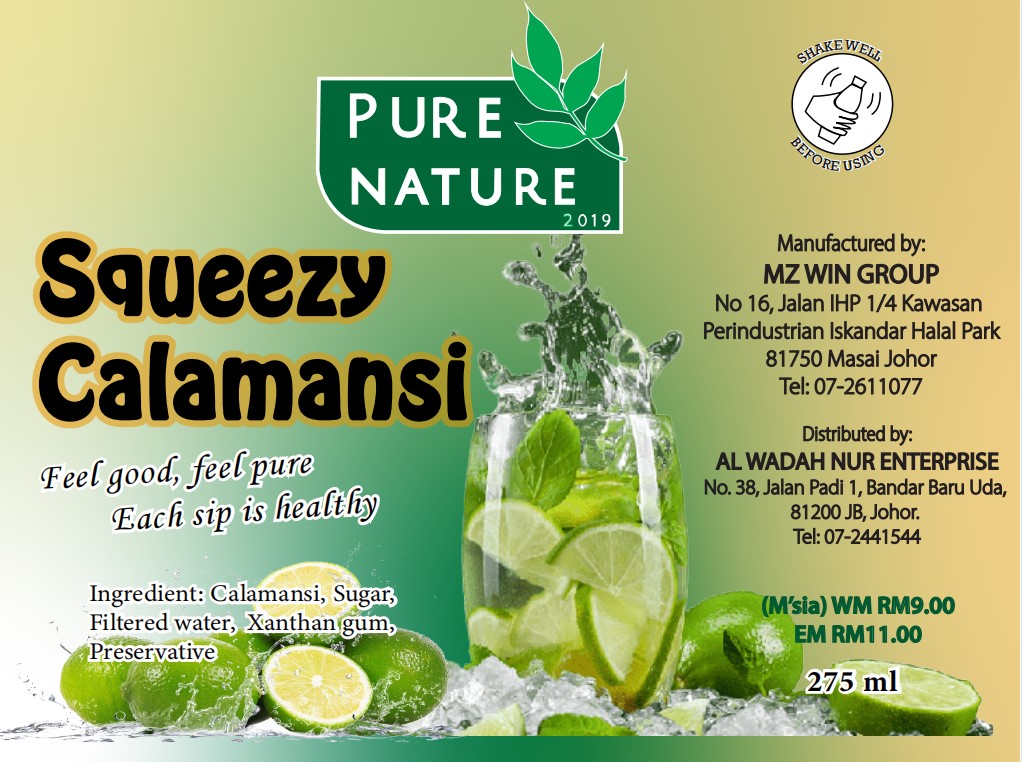 PURE
NATURE
2019
SHAKE WELL
BEFORE USING
Squeezy
Calamansi
Feel good, feel pure
Each sip is healthy
Ingredient: Calamansi, Sugar,
Filtered water, Xanthan gum,
Preservative
Manufactured by:
MZ WIN GROUP
No 16, Jalan IHP 1/4 Kawasan
Perindustrian Iskandar Halal Park
81750 Masai Johor
Tel: 07-2611077
Distributed by:
AL WADAH NUR ENTERPRISE
No. 38, Jalan Padi 1, Bandar Baru Uda,
81200 JB, Johor.
Tel: 07-2441544
(M'sia) WM RM9.00
EM RM11.00
275 ml